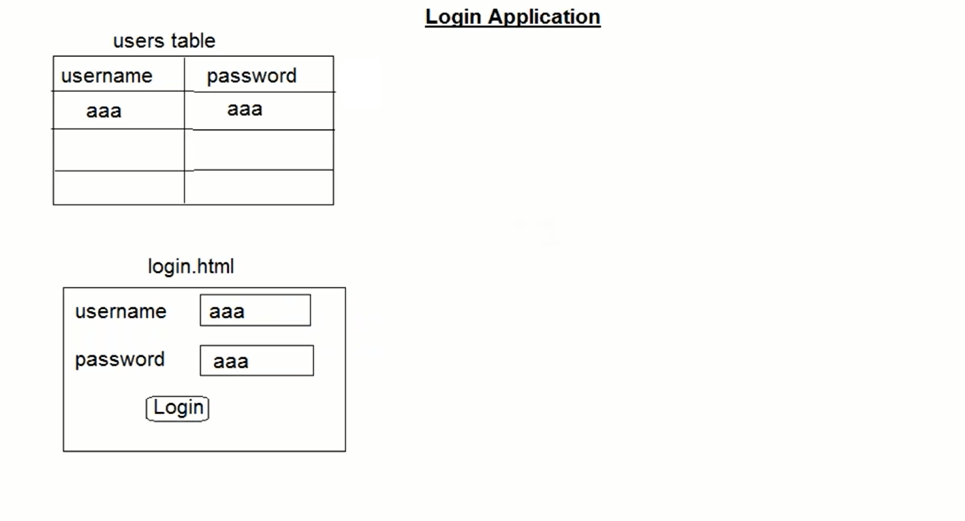 Login Application
users table
username password
aaa aaa
login.html
username aaa
password aaa
Login